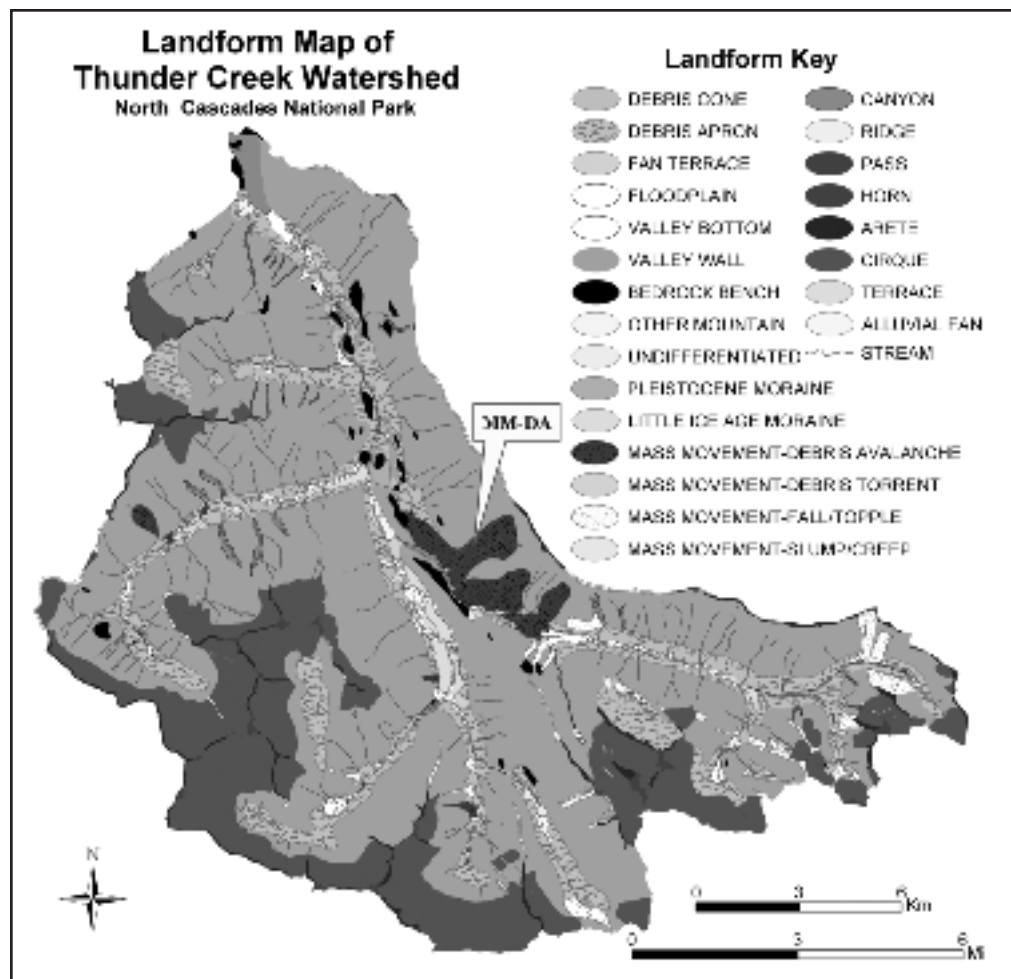 Landform Map of
Thunder Creek Watershed
North Cascades National Park
Landform Key
DEBRIS CONE
DEBRIS APRON
FAN TERRACE
FLOODPLAIN
VALLEY BOTTOM
VALLEY WALL
BEDROCK BENCH
OTHER MOUNTAIN
UNDIFFERENTIATED
PLEISTOCENE MORAINE
LITTLE ICE AGE MORAINE
MASS MOVEMENT-DEBRIS AVALANCHE
MASS MOVEMENT-DEBRIS TORRENT
MASS MOVEMENT-FALL/TOPPLE
MASS MOVEMENT-SLUMP/CREEP
CANYON
RIDGE
PASS
HORN
ARETE
CIRQUE
TERRACE
ALLUVIAL FAN
STREAM
MM-DA
N
0 3 6
Km
0 3 6
Mi